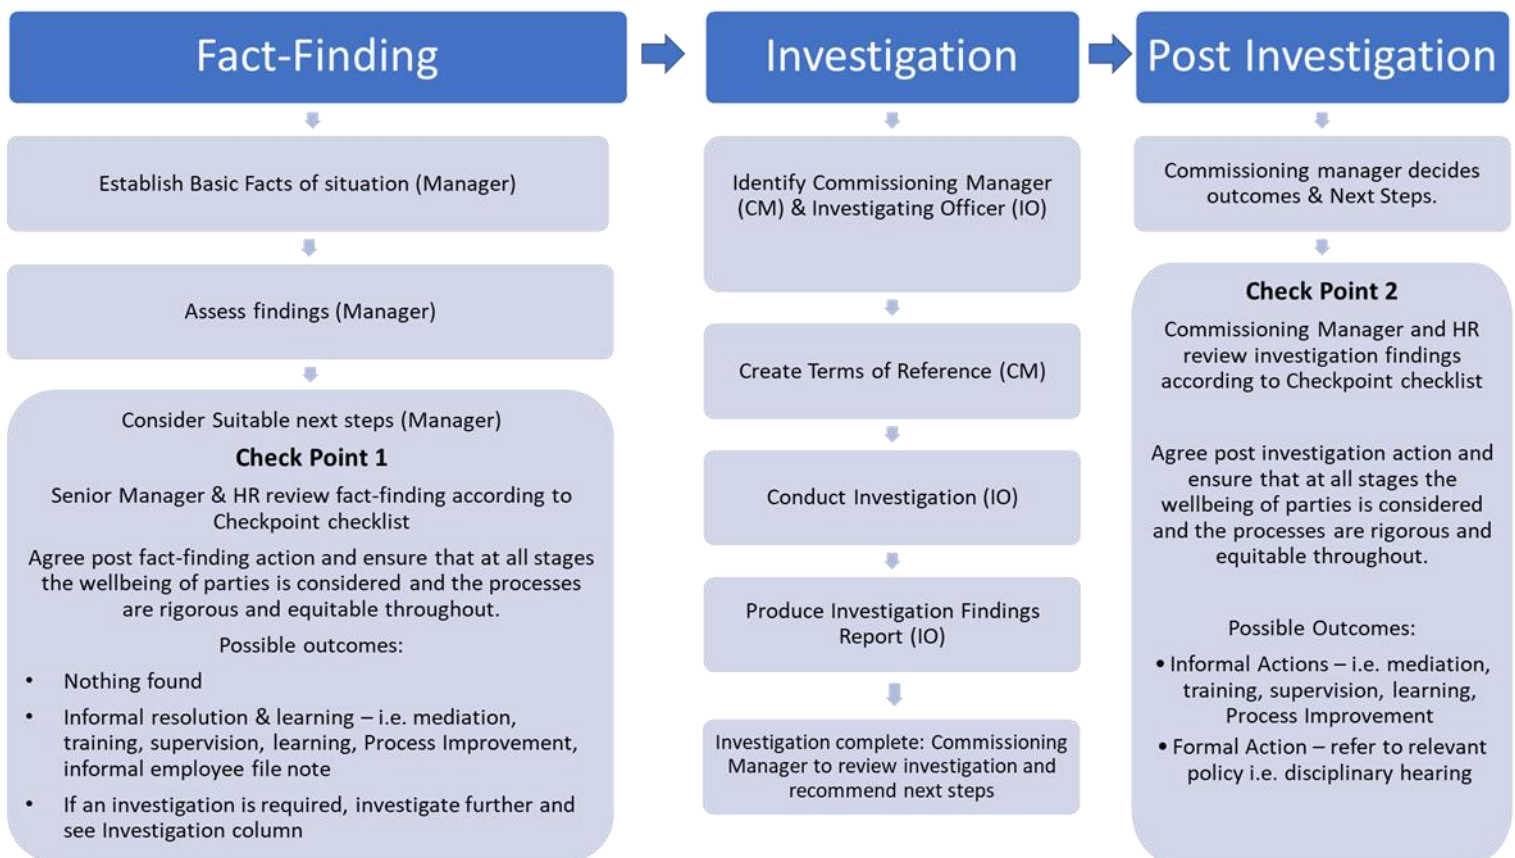 Fact-Finding
Establish Basic Facts of situation (Manager)
Assess findings (Manager)
Consider Suitable next steps (Manager)
Check Point 1
Senior Manager & HR review fact-finding according to
Checkpoint checklist
Agree post fact-finding action and ensure that at all stages
the wellbeing of parties is considered and the processes
are rigorous and equitable throughout.
Possible outcomes:
• Nothing found
• Informal resolution & learning – i.e. mediation,
training, supervision, learning, Process Improvement,
informal employee file note
• If an investigation is required, investigate further and
see Investigation column
Investigation
Identify Commissioning Manager
(CM) & Investigating Officer (IO)
Create Terms of Reference (CM)
Conduct Investigation (IO)
Produce Investigation Findings
Report (IO)
Investigation complete: Commissioning
Manager to review investigation and
recommend next steps
Post Investigation
Commissioning manager decides
outcomes & Next Steps.
Check Point 2
Commissioning Manager and HR
review investigation findings
according to Checkpoint checklist
Agree post investigation action and
ensure that at all stages the
wellbeing of parties is considered
and the processes are rigorous and
equitable throughout.
Possible Outcomes:
• Informal Actions – i.e. mediation,
training, supervision, learning,
Process Improvement
• Formal Action – refer to relevant
policy i.e. disciplinary hearing